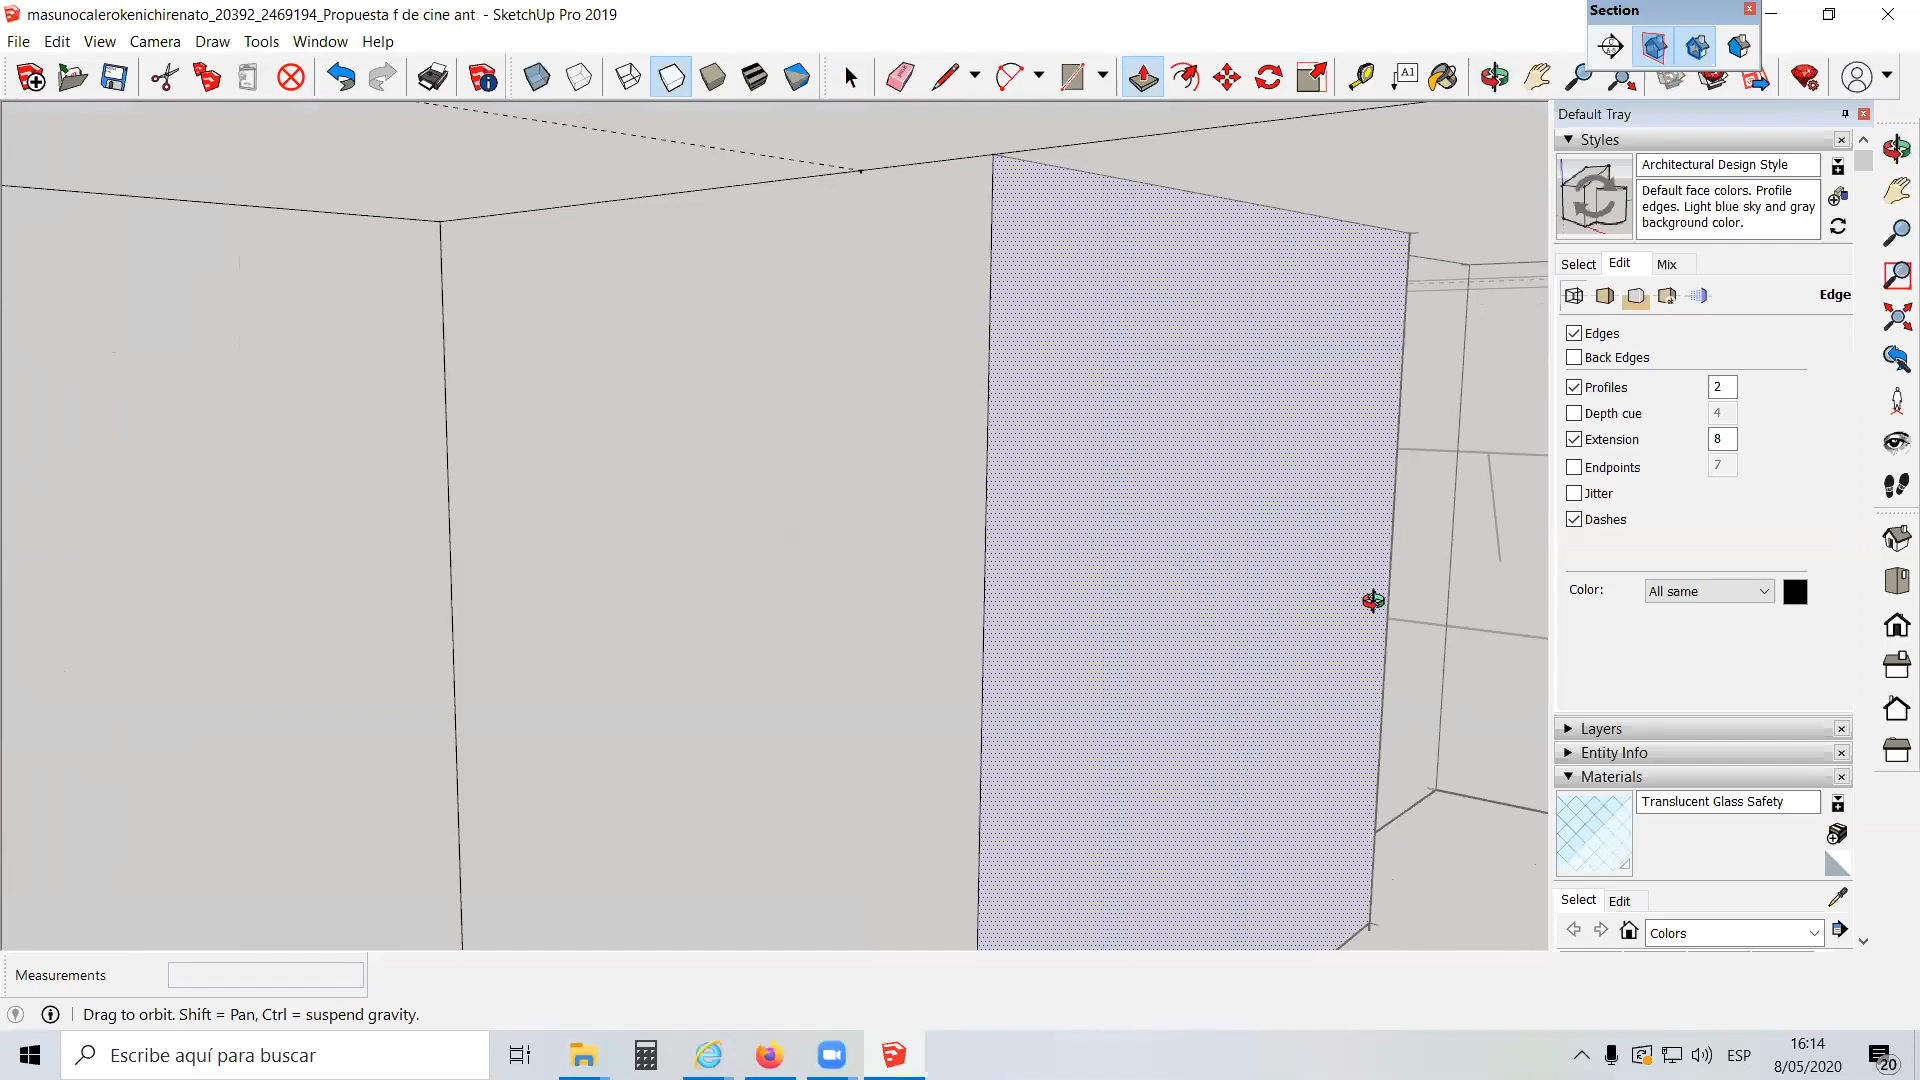 masunocalerokenichirenato_20392_2469194_Propuesta f de cine ant - SketchUp Pro 2019
Section
File Edit View Camera Draw Tools Window Help
A1
Default Tray
Styles
Architectural Design Style
Default face colors. Profile
edges. Light blue sky and gray
background color.
Select Edit Mix
Edge
Edges
Back Edges
Profiles 2
Depth cue 4
Extension 8
Endpoints 7
Jitter
Dashes
Color: All same
Layers
Entity Info
Materials
Translucent Glass Safety
Select Edit
Colors
Measurements
Drag to orbit. Shift = Pan, Ctrl = suspend gravity.
Escribe aquí para buscar
ESP
16:14
8/05/2020
20